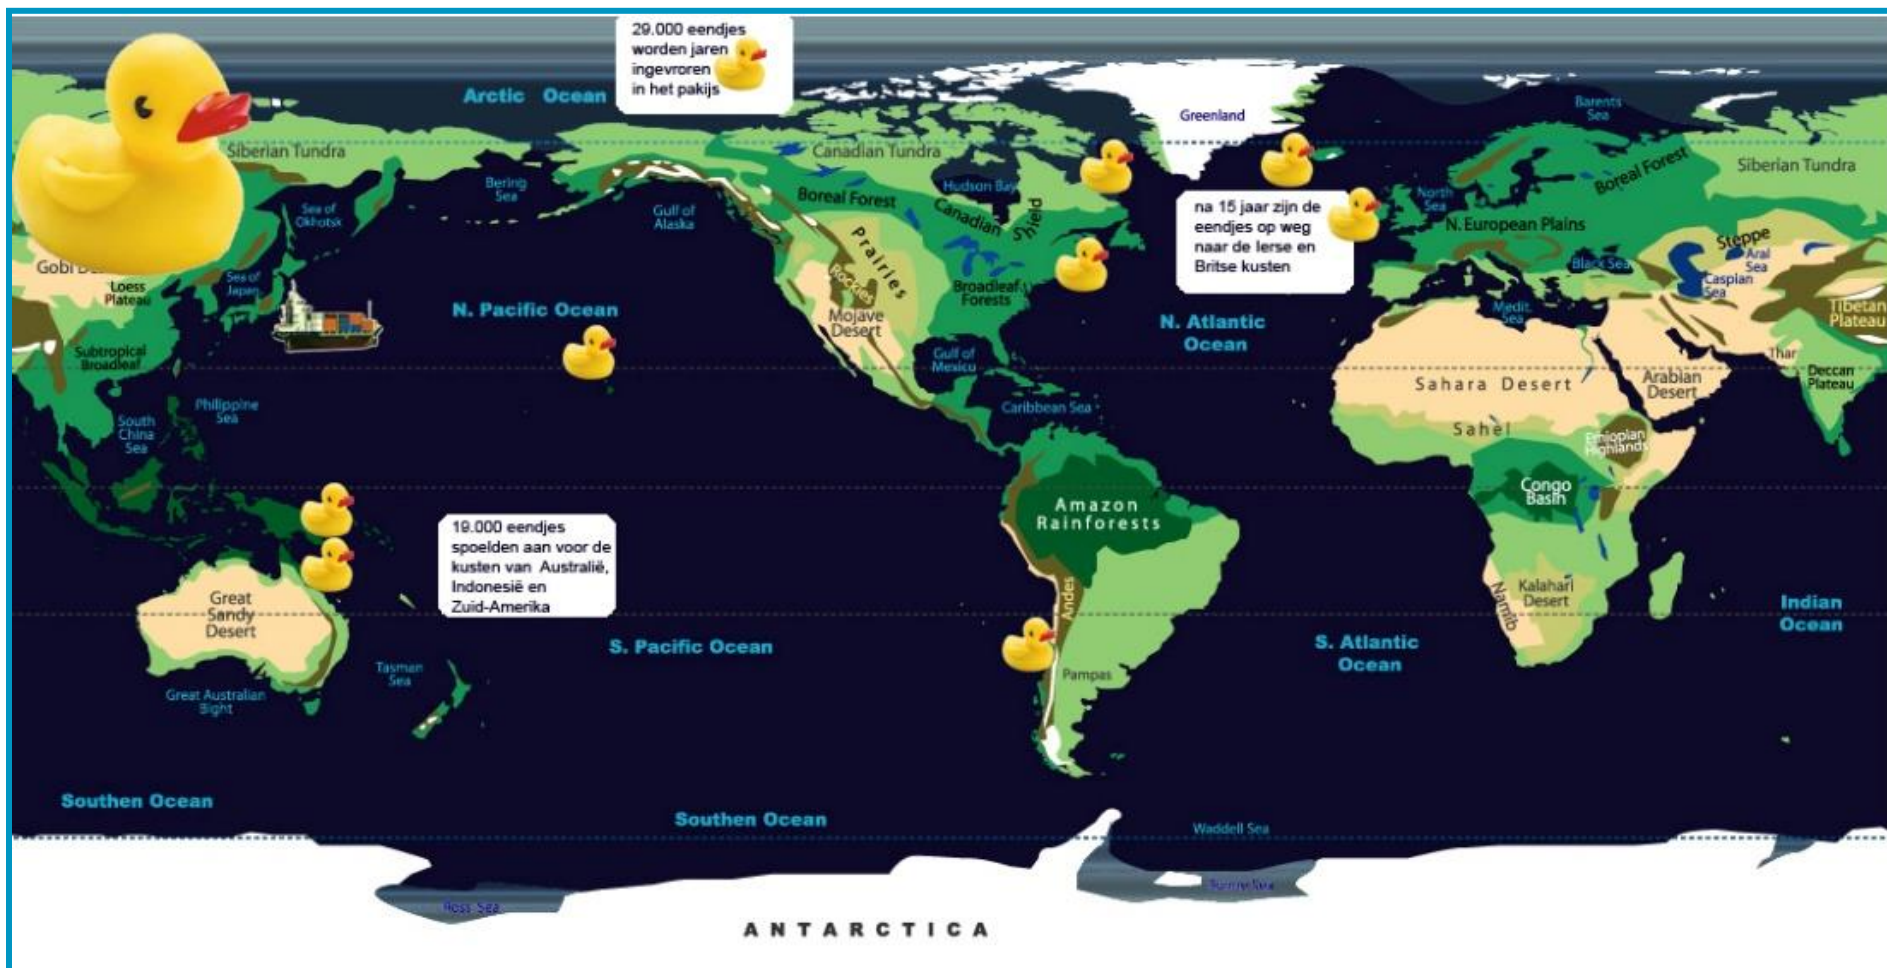 29.000 eendjes
worden jaren
ingevroren
in het pakijs
Arctic Ocean
Greenland
Barents
Sea
Siberian Tundra
Canadian Tundra
Siberian Tundra
Bering
Sea
Hudson Bay
North
Sea
Boreal Forest
Boreal Forest
Sea of
Okhotsk
Gulf of
Alaska
Canadian Shield
na 15 jaar zijn de
eendjes op weg
naar de Ierse en
Britse kusten
N. European Plains
Steppe
Prairies
Gobi
Loess
Plateau
Sea of
Japan
Rockies
Broadleaf
Forests
Black Sea
Aral
Sea
Caspian
Sea
N. Pacific Ocean
Mojave
Desert
N. Atlantic
Ocean
Medit.
Sea
Tibetan
Plateau
Subtropical
Broadleaf
Gulf of
Mexico
Thar
Sahara Desert
Arabian
Desert
Deccan
Plateau
Philippine
Sea
South
China
Sea
Caribbean Sea
Sahel
Highlands
Amazon
Rainforests
Congo
Basin
19.000 eendjes
spoelden aan voor de
kusten van Australië,
Indonesië en
Zuid-Amerika
Great
Sandy
Desert
Andes
Namib
Kalahari
Desert
Indian
Ocean
S. Pacific Ocean
S. Atlantic
Ocean
Tasman
Sea
Pampas
Great Australian
Bight
Southen Ocean
Southen Ocean
Waddell Sea
Ross Sea
ANTARCTICA